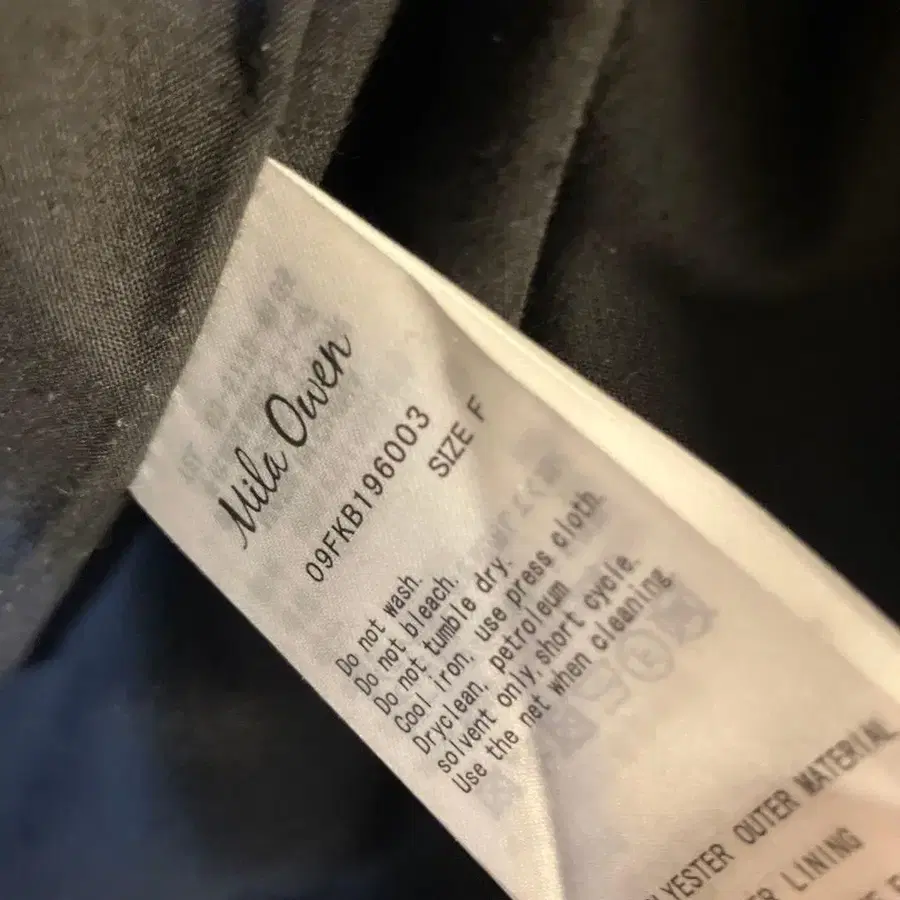 Mila Owen
09FKB196003
SIZE F
Do not wash.
Do not bleach.
Do not tumble dry.
Cool iron, use press cloth.
Dryclean, petroleum
solvent only, short cycle.
Use the net when cleaning.
OUTER MATERIAL
LINING